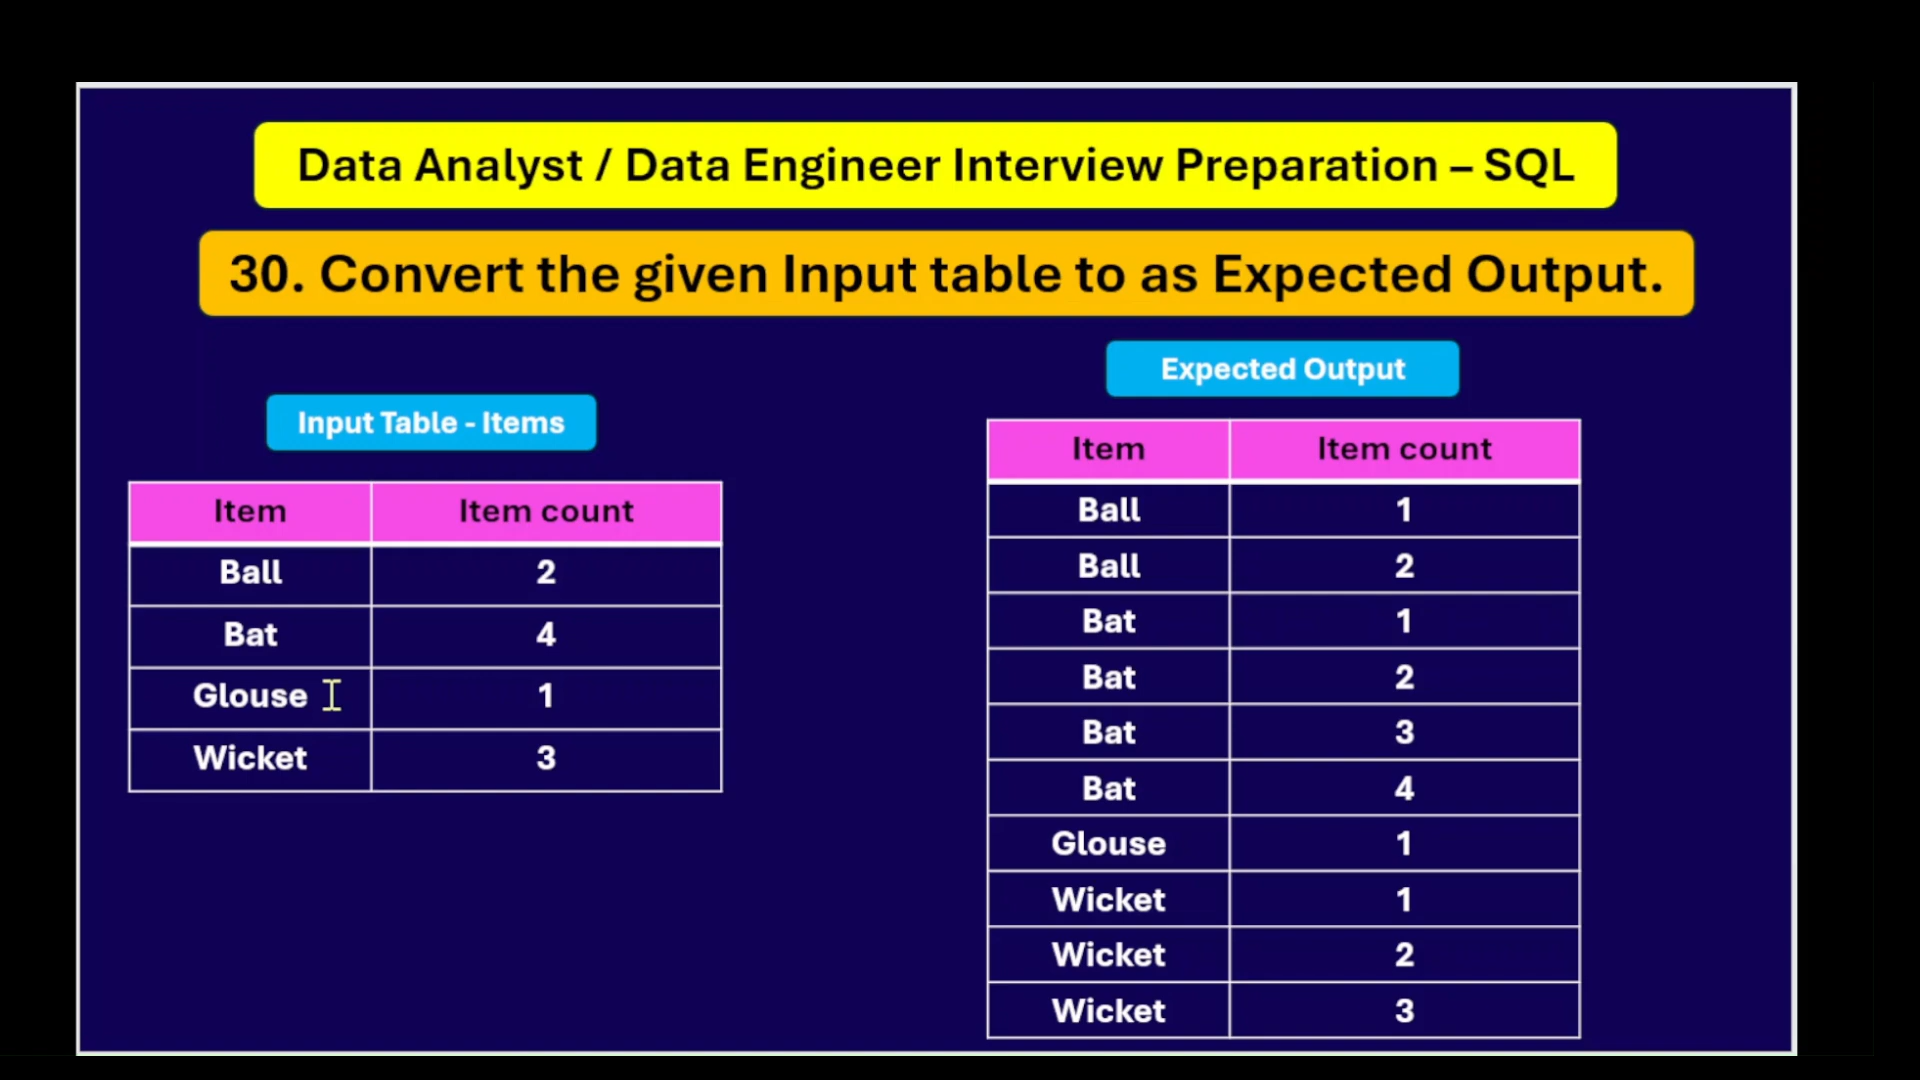 Data Analyst / Data Engineer Interview Preparation – SQL
30. Convert the given Input table to as Expected Output.
Input Table - Items
Item Item count
Ball 2
Bat 4
Glouse 1
Wicket 3
Expected Output
Item Item count
Ball 1
Ball 2
Bat 1
Bat 2
Bat 3
Bat 4
Glouse 1
Wicket 1
Wicket 2
Wicket 3